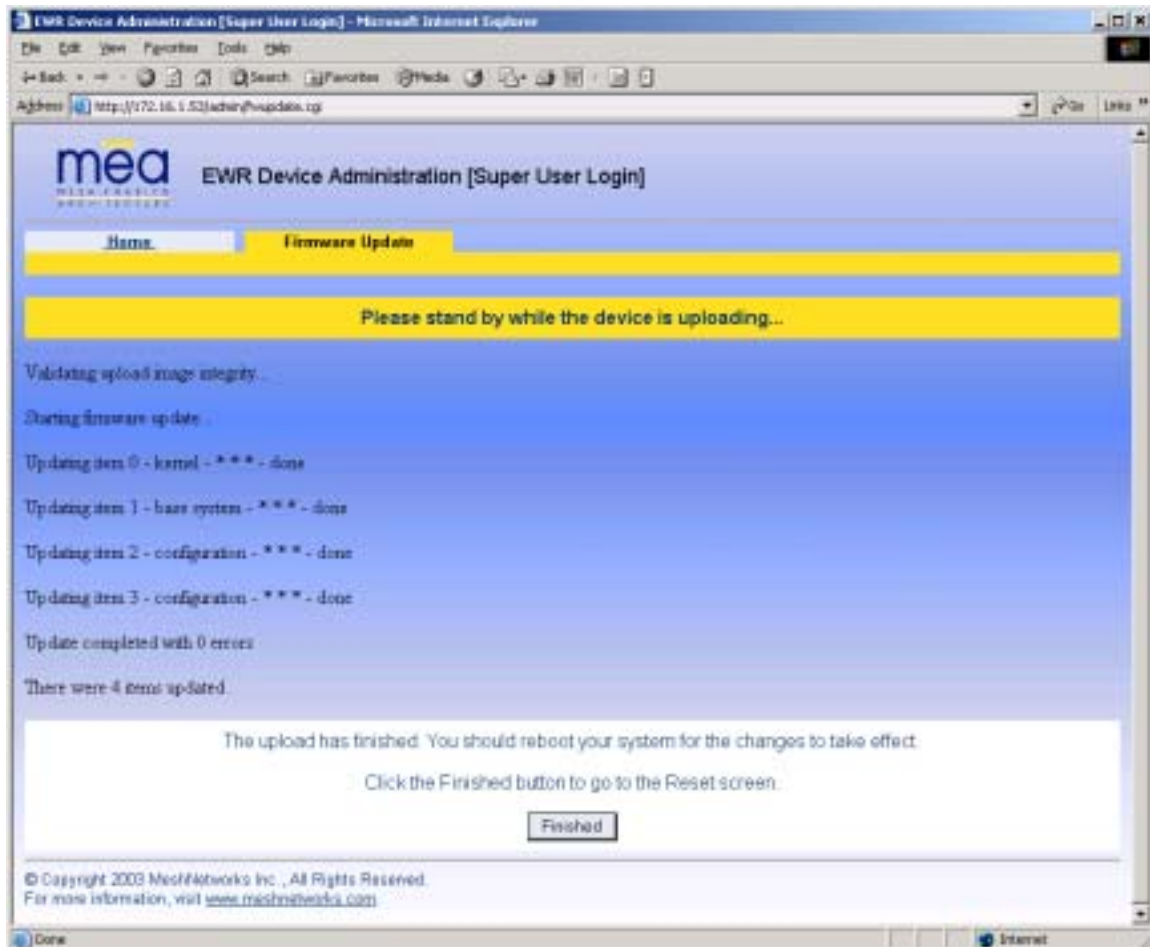 EWR Device Administration [Super User Login] - Microsoft Internet Explorer
File Edit View Favorites Tools Help
Back Search Favorites Media
Address http://172.16.1.52/admin/fwupdate.cgi Go Links »
mēa
MESH ENABLED
ARCHITECTURE
EWR Device Administration [Super User Login]
Home Firmware Update
Please stand by while the device is uploading...
Validating upload image integrity...
Starting firmware update...
Updating item 0 - kernel - * * * - done
Updating item 1 - base system - * * * - done
Updating item 2 - configuration - * * * - done
Updating item 3 - configuration - * * * - done
Update completed with 0 errors
There were 4 items updated
The upload has finished. You should reboot your system for the changes to take effect.
Click the Finished button to go to the Reset screen.
Finished
© Copyright 2003 MeshNetworks Inc., All Rights Reserved.
For more information, visit www.meshnetworks.com
Done Internet